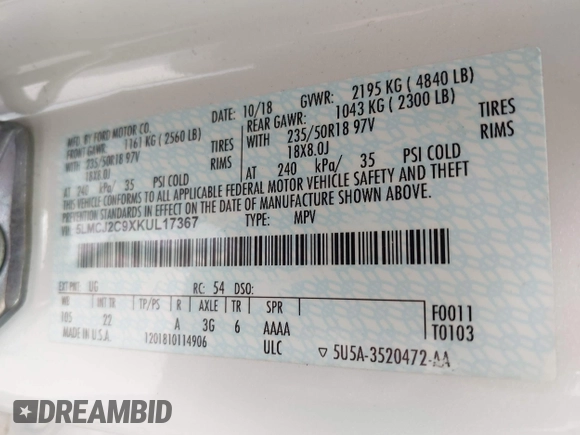 MFD. BY FORD MOTOR CO.
DATE: 10/18
GVWR: 2195 KG ( 4840 LB)
FRONT GAWR: 1161 KG ( 2560 LB)
REAR GAWR: 1043 KG ( 2300 LB)
WITH 235/50R18 97V TIRES
WITH 235/50R18 97V TIRES
18X8.0J RIMS
18X8.0J RIMS
AT 240 kPa/ 35 PSI COLD
AT 240 kPa/ 35 PSI COLD
THIS VEHICLE CONFORMS TO ALL APPLICABLE FEDERAL MOTOR VEHICLE SAFETY AND THEFT
PREVENTION STANDARDS IN EFFECT ON THE DATE OF MANUFACTURE SHOWN ABOVE.
VIN: 5LMCJ2C9XKUL17367
TYPE: MPV
EXT PNT: UG RC: 54 DSO:
WB INT TR TP/PS R AXLE TR SPR
105 22 A 3G 6 AAAA
F0011
T0103
MADE IN U.S.A. 1201810114906 ULC
▽ 5U5A-3520472-AA
DREAMBID